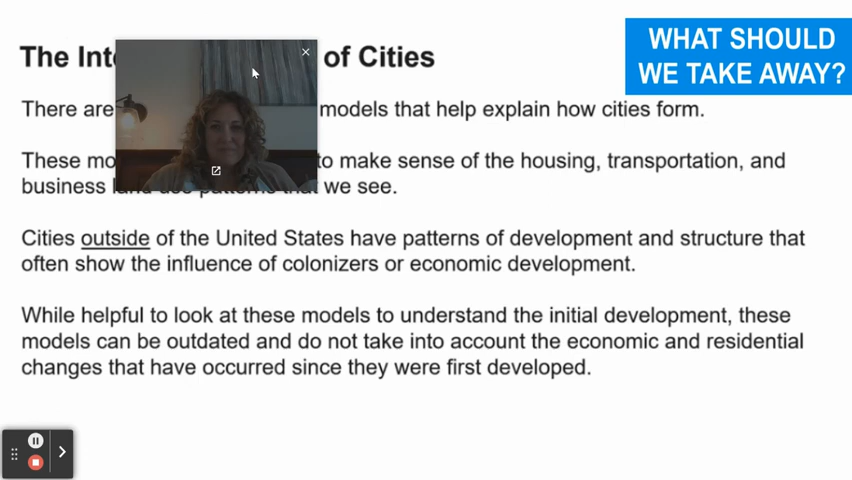 The Int of Cities
WHAT SHOULD
WE TAKE AWAY?
There are models that help explain how cities form.
These to make sense of the housing, transportation, and
business land use patterns that we see.
Cities outside of the United States have patterns of development and structure that
often show the influence of colonizers or economic development.
While helpful to look at these models to understand the initial development, these
models can be outdated and do not take into account the economic and residential
changes that have occurred since they were first developed.